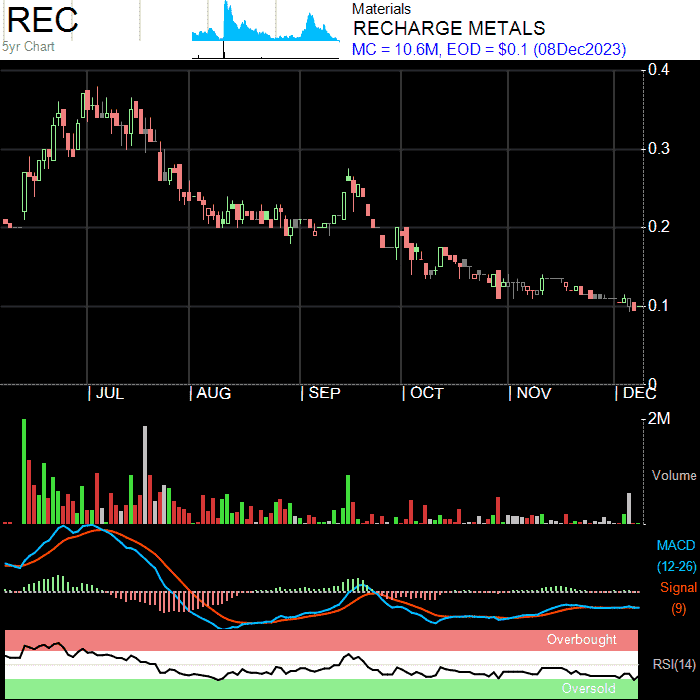 REC
5yr Chart
Materials
RECHARGE METALS
MC = 10.6M, EOD = $0.1 (08Dec2023)
0.4
0.3
0.2
0.1
0
| JUL | AUG | SEP | OCT | NOV | DEC
2M
Volume
MACD
(12-26)
Signal
(9)
Overbought
RSI(14)
Oversold